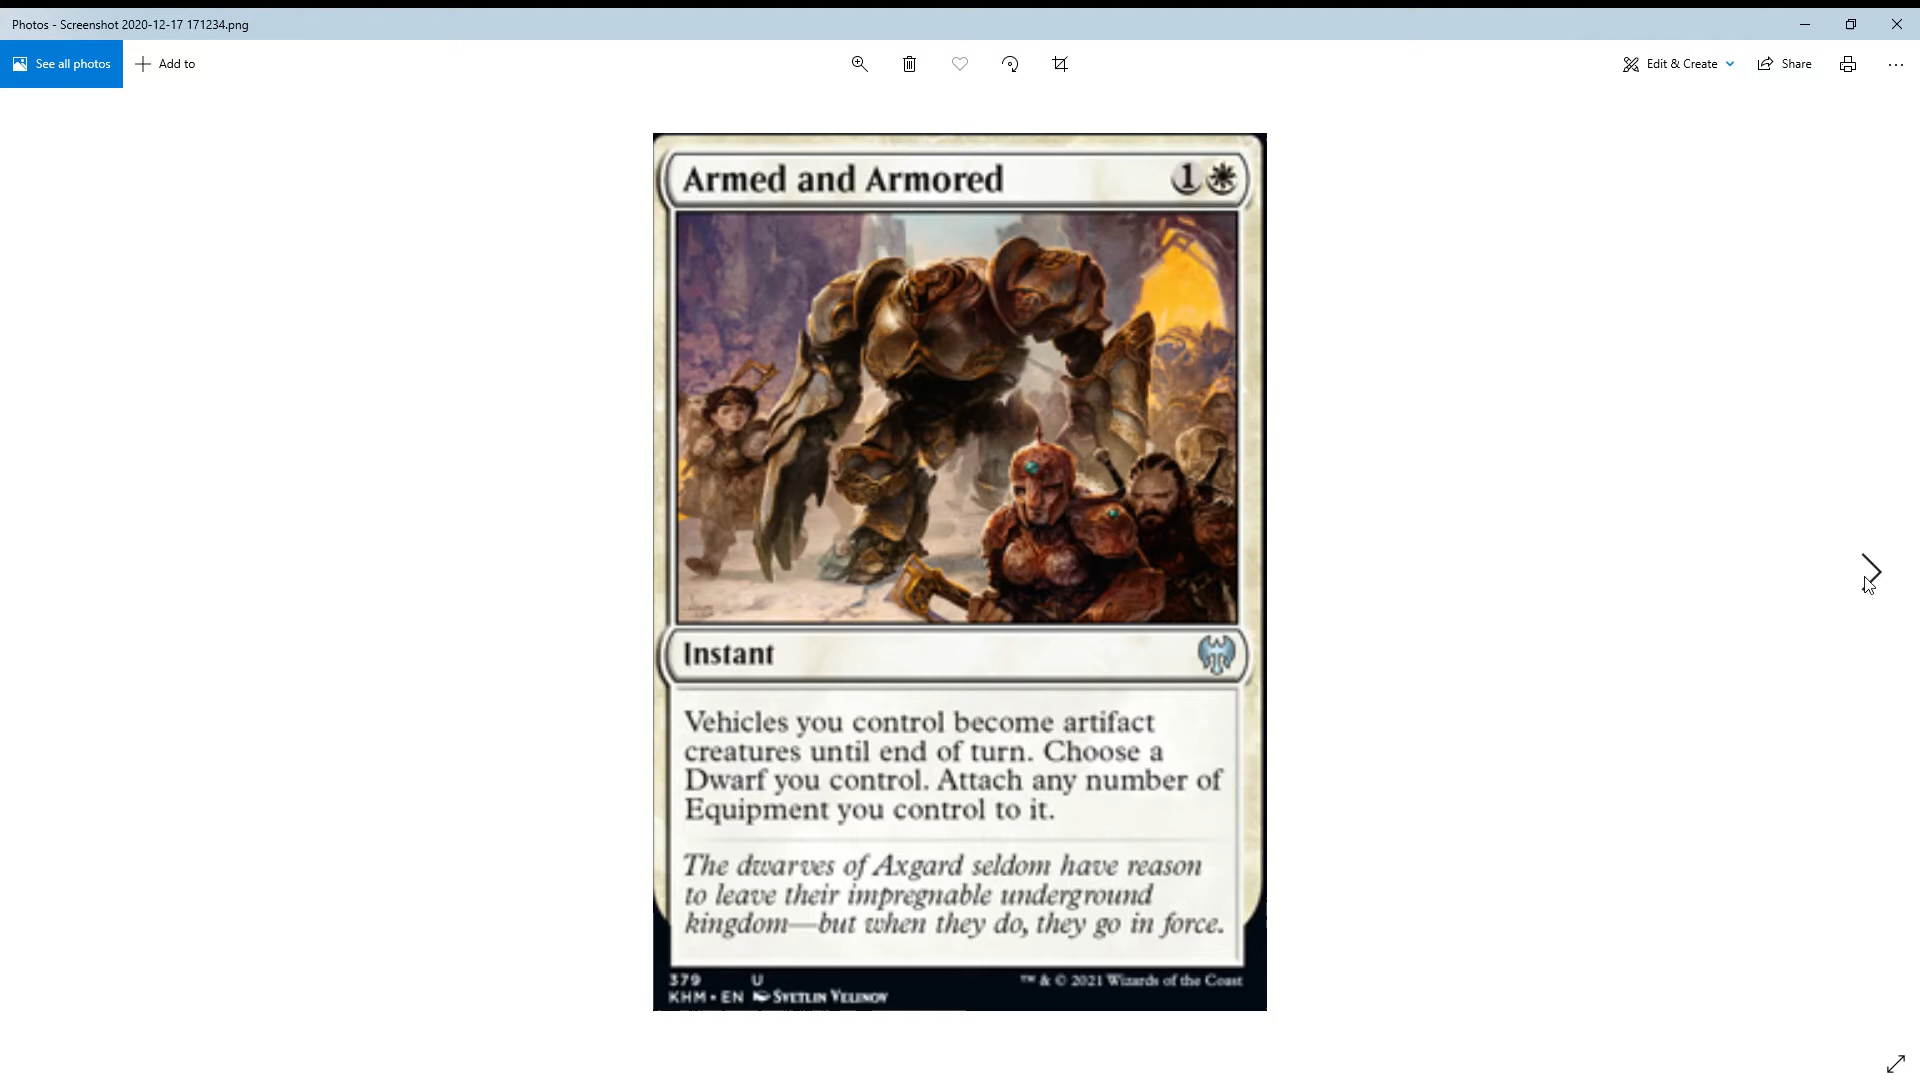 Photos - Screenshot 2020-12-17 171234.png
See all photos
Add to
Edit & Create
Share
Armed and Armored
1
Instant
Vehicles you control become artifact
creatures until end of turn. Choose a
Dwarf you control. Attach any number of
Equipment you control to it.
The dwarves of Axgard seldom have reason
to leave their impregnable underground
kingdom—but when they do, they go in force.
379 U
™ & © 2021 Wizards of the Coast
KHM • EN SVETLIN VELINOV